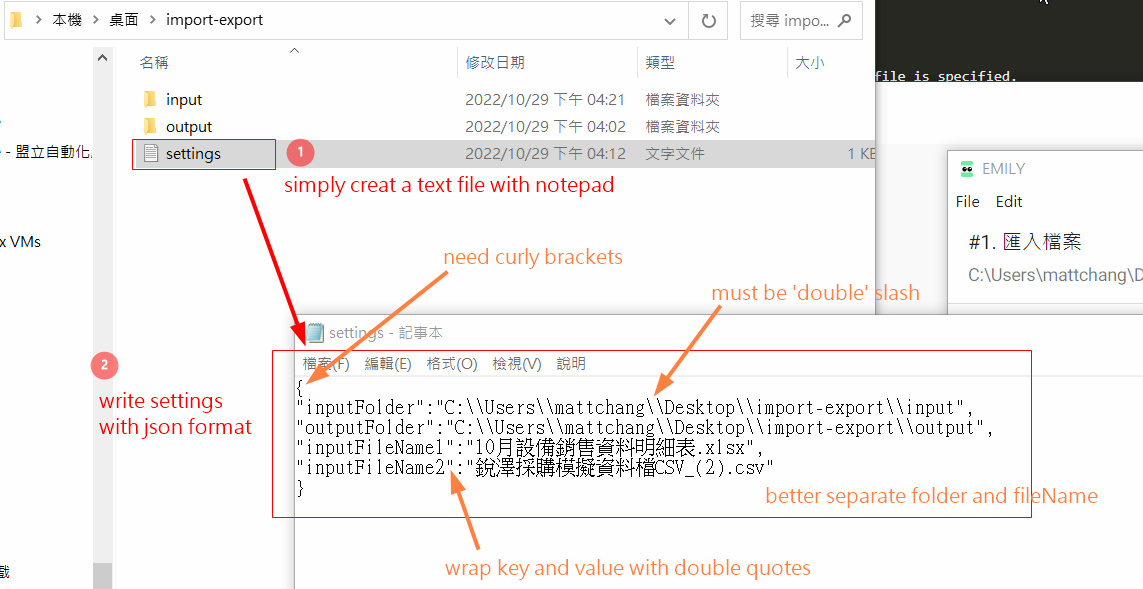 本機 > 桌面 > import-export
搜尋 impo...
名稱 修改日期 類型 大小
input 2022/10/29 下午 04:21 檔案資料夾
output 2022/10/29 下午 04:02 檔案資料夾
settings 2022/10/29 下午 04:12 文字文件 1 KB
1
simply creat a text file with notepad
file is specified.
- 盟立自動化
x VMs
EMILY
File Edit
#1. 匯入檔案
C:\Users\mattchang\D
need curly brackets
must be 'double' slash
settings - 記事本
檔案(F) 編輯(E) 格式(O) 檢視(V) 說明
2
write settings
with json format
{
"inputFolder":"C:\\Users\\mattchang\\Desktop\\import-export\\input",
"outputFolder":"C:\\Users\\mattchang\\Desktop\\import-export\\output",
"inputFileName1":"10月設備銷售資料明細表.xlsx",
"inputFileName2":"銳澤採購模擬資料檔CSV_(2).csv"
}
better separate folder and fileName
wrap key and value with double quotes